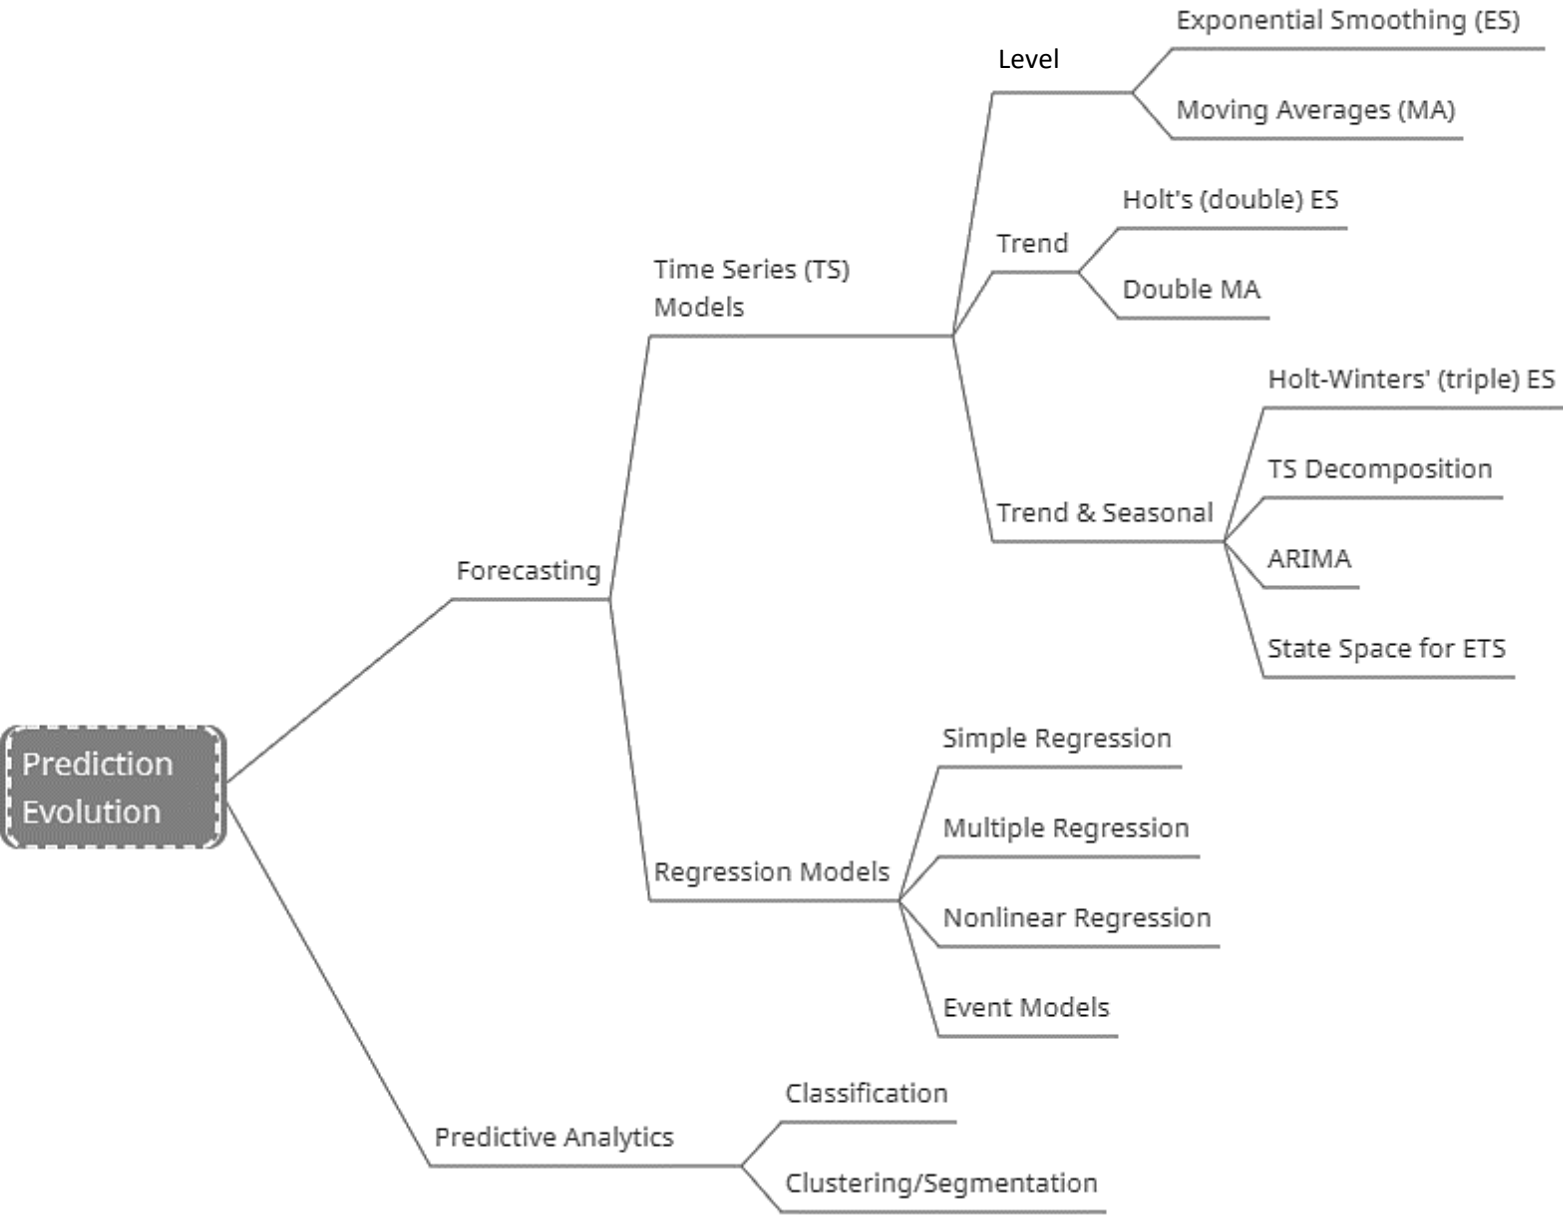 Exponential Smoothing (ES)
Level
Moving Averages (MA)
Holt's (double) ES
Trend
Time Series (TS)
Models
Double MA
Holt-Winters' (triple) ES
TS Decomposition
Trend & Seasonal
ARIMA
Forecasting
State Space for ETS
Simple Regression
Prediction
Evolution
Multiple Regression
Regression Models
Nonlinear Regression
Event Models
Classification
Predictive Analytics
Clustering/Segmentation